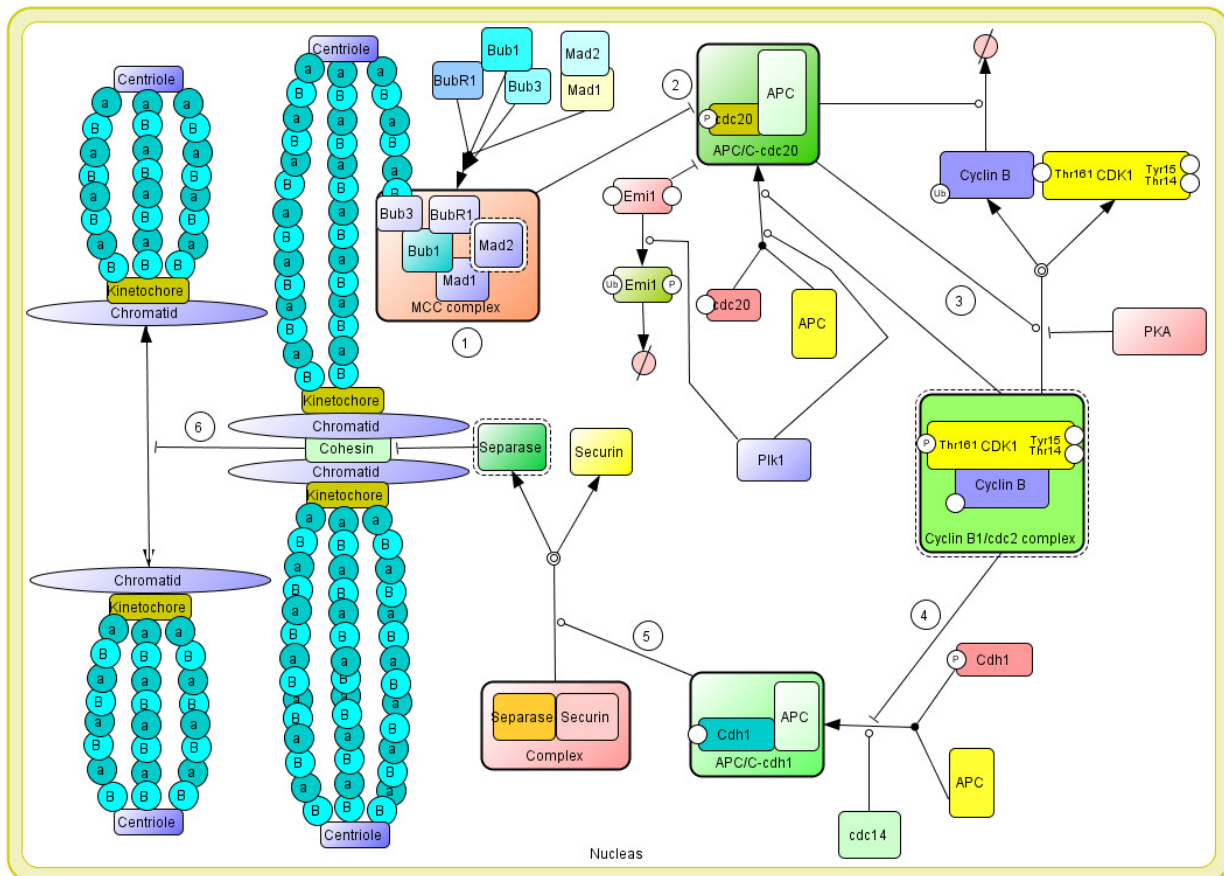 Centriole
a a a
B B B
a a a
B B B
a a a
B B B
a a a
B B B
Kinetochore
Chromatid
Centriole
a a a
B B B
a a a
B B B
a a a
B B B
a a a
B B B
a a a
B B B
a a a
B B
Kinetochore
Chromatid
Cohesin
Chromatid
Kinetochore
a a a
B B B
a a a
B B B
a a a
B B B
a a a
B B B
a a a
B B B
a a a
B B B
Centriole
Chromatid
Kinetochore
a a a
B B B
a a a
B B B
a a a
B B B
a a a
B B B
Centriole
BubR1
Bub1
Bub3
Mad2
Mad1
Bub3
BubR1
Bub1
Mad2
Mad1
MCC complex
1
2
P
cdc20
APC
APC/C-cdc20
Emi1
Ub
Emi1
P
cdc20
APC
Plk1
3
Cyclin B
Ub
Thr161 CDK1
Tyr15
Thr14
PKA
P
Thr161 CDK1
Tyr15
Thr14
Cyclin B
Cyclin B1/cdc2 complex
4
P
Cdh1
APC
cdc14
Cdh1
APC
APC/C-cdh1
5
Separase
Securin
Complex
Separase
Securin
6
Nucleas